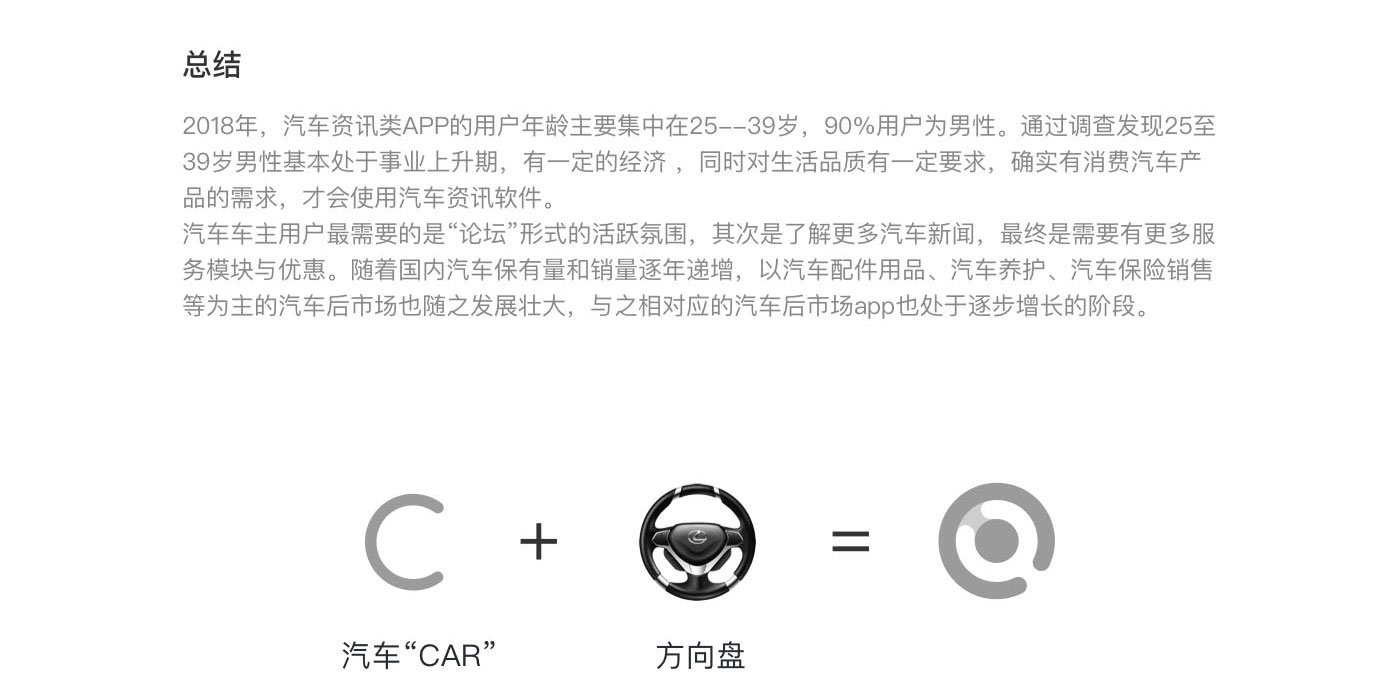 总结
2018年，汽车资讯类APP的用户年龄主要集中在25--39岁，90%用户为男性。通过调查发现25至
39岁男性基本处于事业上升期，有一定的经济 ，同时对生活品质有一定要求，确实有消费汽车产
品的需求，才会使用汽车资讯软件。
汽车车主用户最需要的是“论坛”形式的活跃氛围，其次是了解更多汽车新闻，最终是需要有更多服
务模块与优惠。随着国内汽车保有量和销量逐年递增，以汽车配件用品、汽车养护、汽车保险销售
等为主的汽车后市场也随之发展壮大，与之相对应的汽车后市场app也处于逐步增长的阶段。
C + =
汽车“CAR” 方向盘